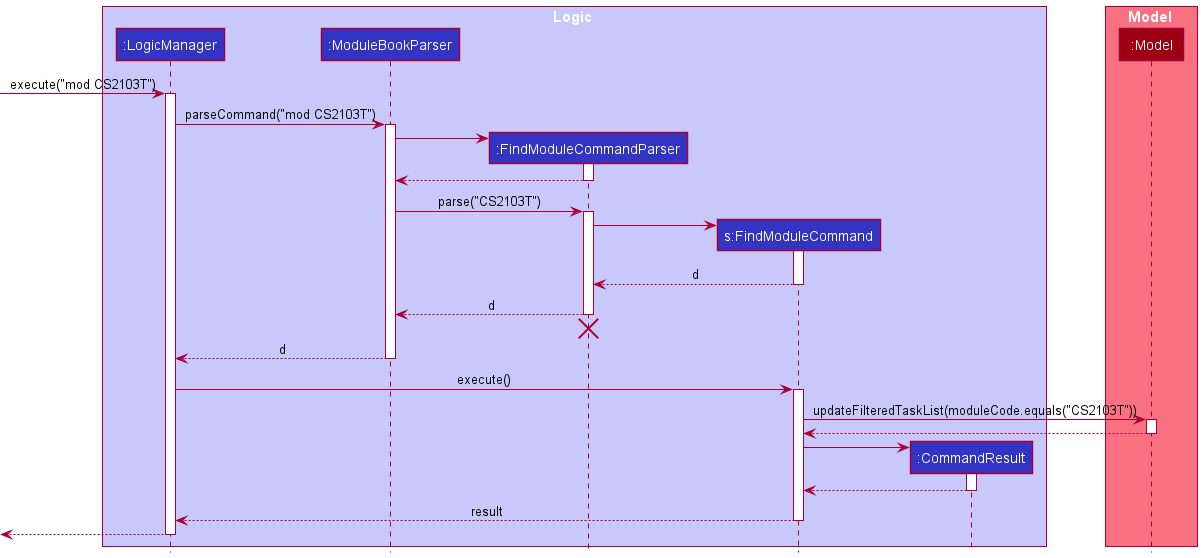 Logic
Model
:LogicManager
:ModuleBookParser
:Model
execute("mod CS2103T")
parseCommand("mod CS2103T")
:FindModuleCommandParser
parse("CS2103T")
s:FindModuleCommand
d
d
d
execute()
updateFilteredTaskList(moduleCode.equals("CS2103T"))
:CommandResult
result